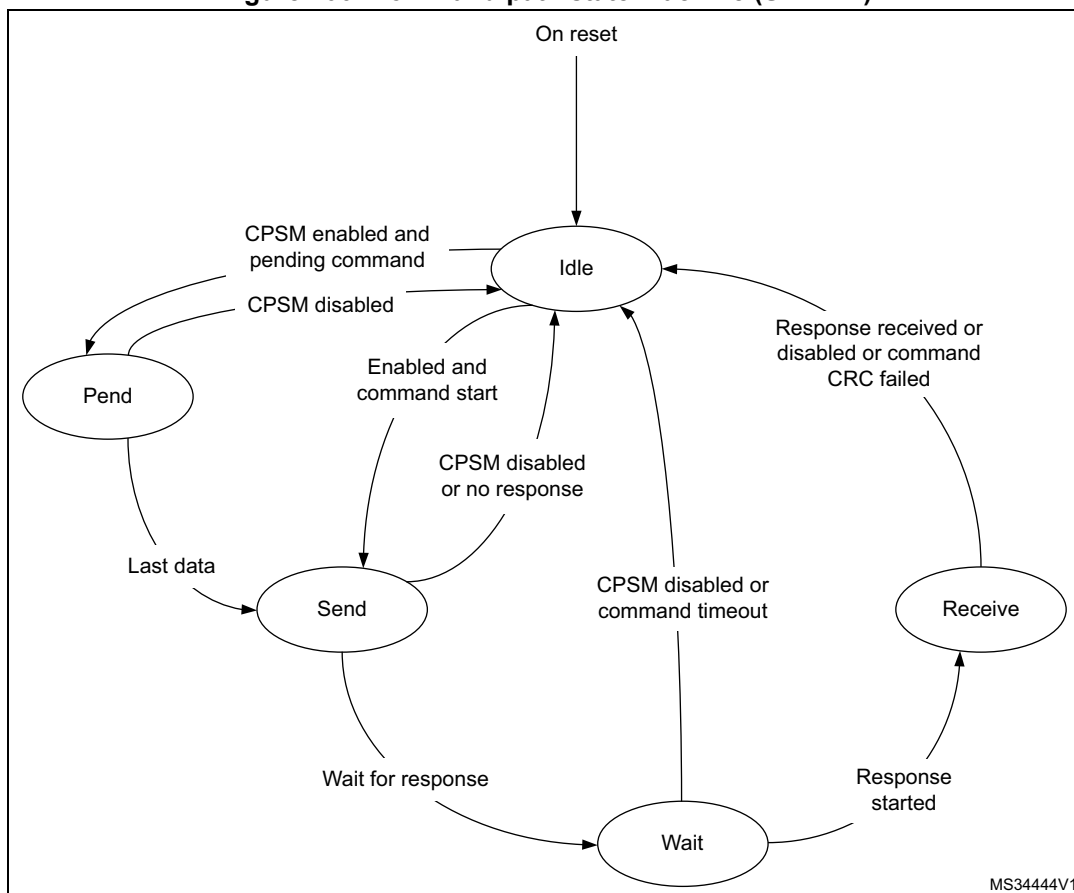 On reset
CPSM enabled and
pending command
Idle
CPSM disabled
Response received or
disabled or command
CRC failed
Enabled and
command start
Pend
CPSM disabled
or no response
Last data
CPSM disabled or
command timeout
Send
Receive
Wait for response
Response
started
Wait
MS34444V1